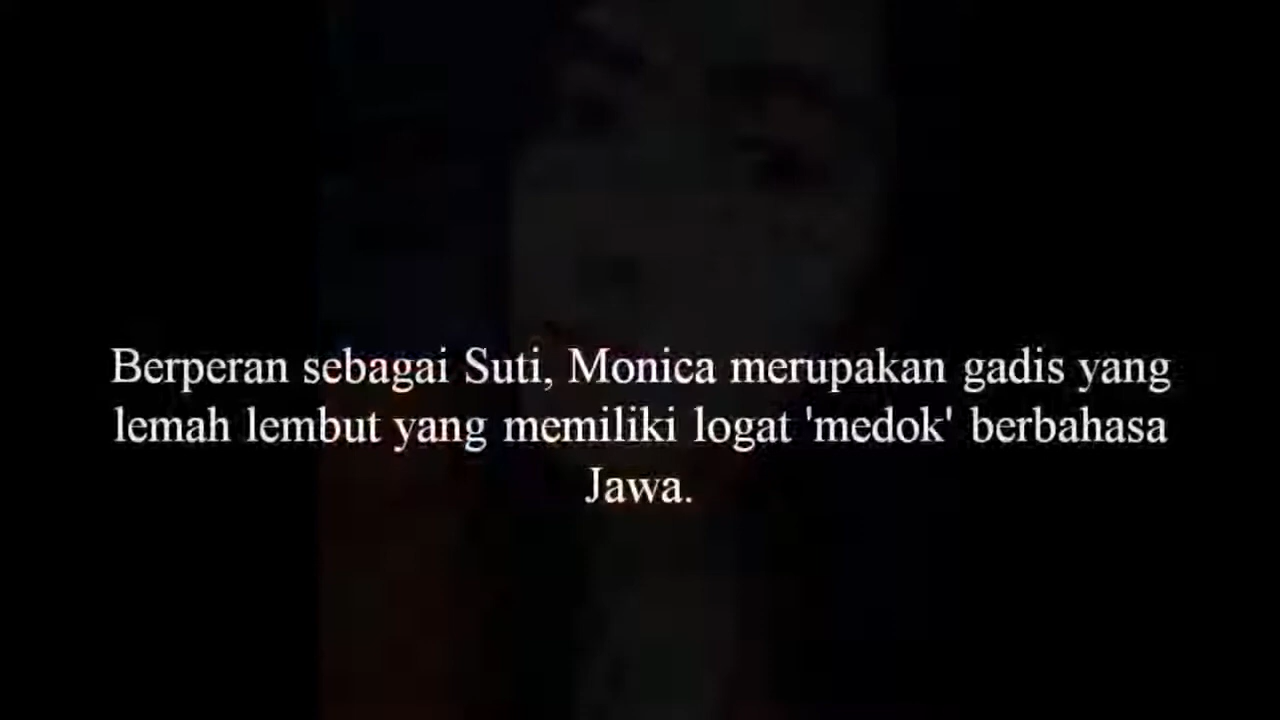 Berperan sebagai Suti, Monica merupakan gadis yang
lemah lembut yang memiliki logat 'medok' berbahasa
Jawa.